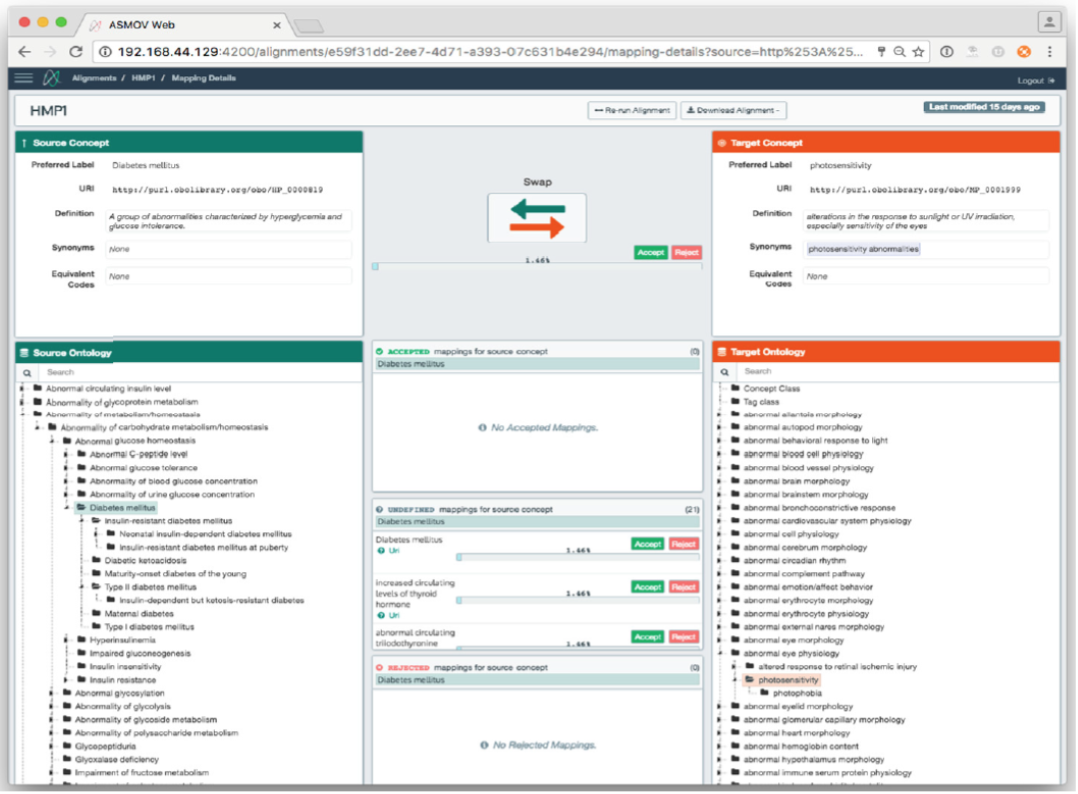 ASMOV Web
192.168.44.129:4200/alignments/e59f31dd-2ee7-4d71-a393-07c631b4e294/mapping-details?source=http%253A%25...
Alignments / HMP1 / Mapping Details
Logout
HMP1
Re-run Alignment
Download Alignment
Last modified 15 days ago
Source Concept
Preferred Label Diabetes mellitus
URI http://purl.obolibrary.org/obo/HP_0000819
Definition A group of abnormalities characterized by hyperglycemia and
glucose intolerance.
Synonyms None
Equivalent None
Codes
Swap
1.46%
Accept Reject
Target Concept
Preferred Label photosensitivity
URI http://purl.obolibrary.org/obo/MP_0001999
Definition alterations in the response to sunlight or UV irradiation,
especially sensitivity of the eyes
Synonyms photosensitivity abnormalities
Equivalent None
Codes
Source Ontology
Search
Abnormal circulating insulin level
Abnormality of glycoprotein metabolism
Abnormality of metabolism/homeostasis
Abnormality of carbohydrate metabolism/homeostasis
Abnormal glucose homeostasis
Abnormal C-peptide level
Abnormal glucose tolerance
Abnormality of blood glucose concentration
Abnormality of urine glucose concentration
Diabetes mellitus
Insulin-resistant diabetes mellitus
Neonatal insulin-dependent diabetes mellitus
Insulin-resistant diabetes mellitus at puberty
Diabetic ketoacidosis
Maturity-onset diabetes of the young
Type II diabetes mellitus
Insulin-dependent but ketosis-resistant diabetes
Maternal diabetes
Type I diabetes mellitus
Hyperinsulinemia
Impaired gluconeogenesis
Insulin insensitivity
Insulin resistance
Abnormal glycosylation
Abnormality of glycolysis
Abnormality of glycoside metabolism
Abnormality of polysaccharide metabolism
Glycopeptiduria
Glyoxalase deficiency
Impairment of fructose metabolism
ACCEPTED mappings for source concept (0)
Diabetes mellitus
No Accepted Mappings.
UNDEFINED mappings for source concept (21)
Diabetes mellitus
Diabetes mellitus
Uri
1.46%
Accept Reject
increased circulating
levels of thyroid
hormone
Uri
1.46%
Accept Reject
abnormal circulating
triiodothyronine
1.46%
Accept Reject
REJECTED mappings for source concept (0)
Diabetes mellitus
No Rejected Mappings.
Target Ontology
Search
Concept Class
Tag class
abnormal allantois morphology
abnormal autopod morphology
abnormal behavioral response to light
abnormal blood cell physiology
abnormal blood vessel physiology
abnormal brain morphology
abnormal brainstem morphology
abnormal bronchoconstrictive response
abnormal cardiovascular system physiology
abnormal cell physiology
abnormal cerebrum morphology
abnormal circadian rhythm
abnormal complement pathway
abnormal emotion/affect behavior
abnormal erythrocyte morphology
abnormal erythrocyte physiology
abnormal external nares morphology
abnormal eye morphology
abnormal eye physiology
altered response to retinal ischemic injury
photosensitivity
photophobia
abnormal eyelid morphology
abnormal glomerular capillary morphology
abnormal heart morphology
abnormal hemoglobin content
abnormal hypothalamus morphology
abnormal immune serum protein physiology